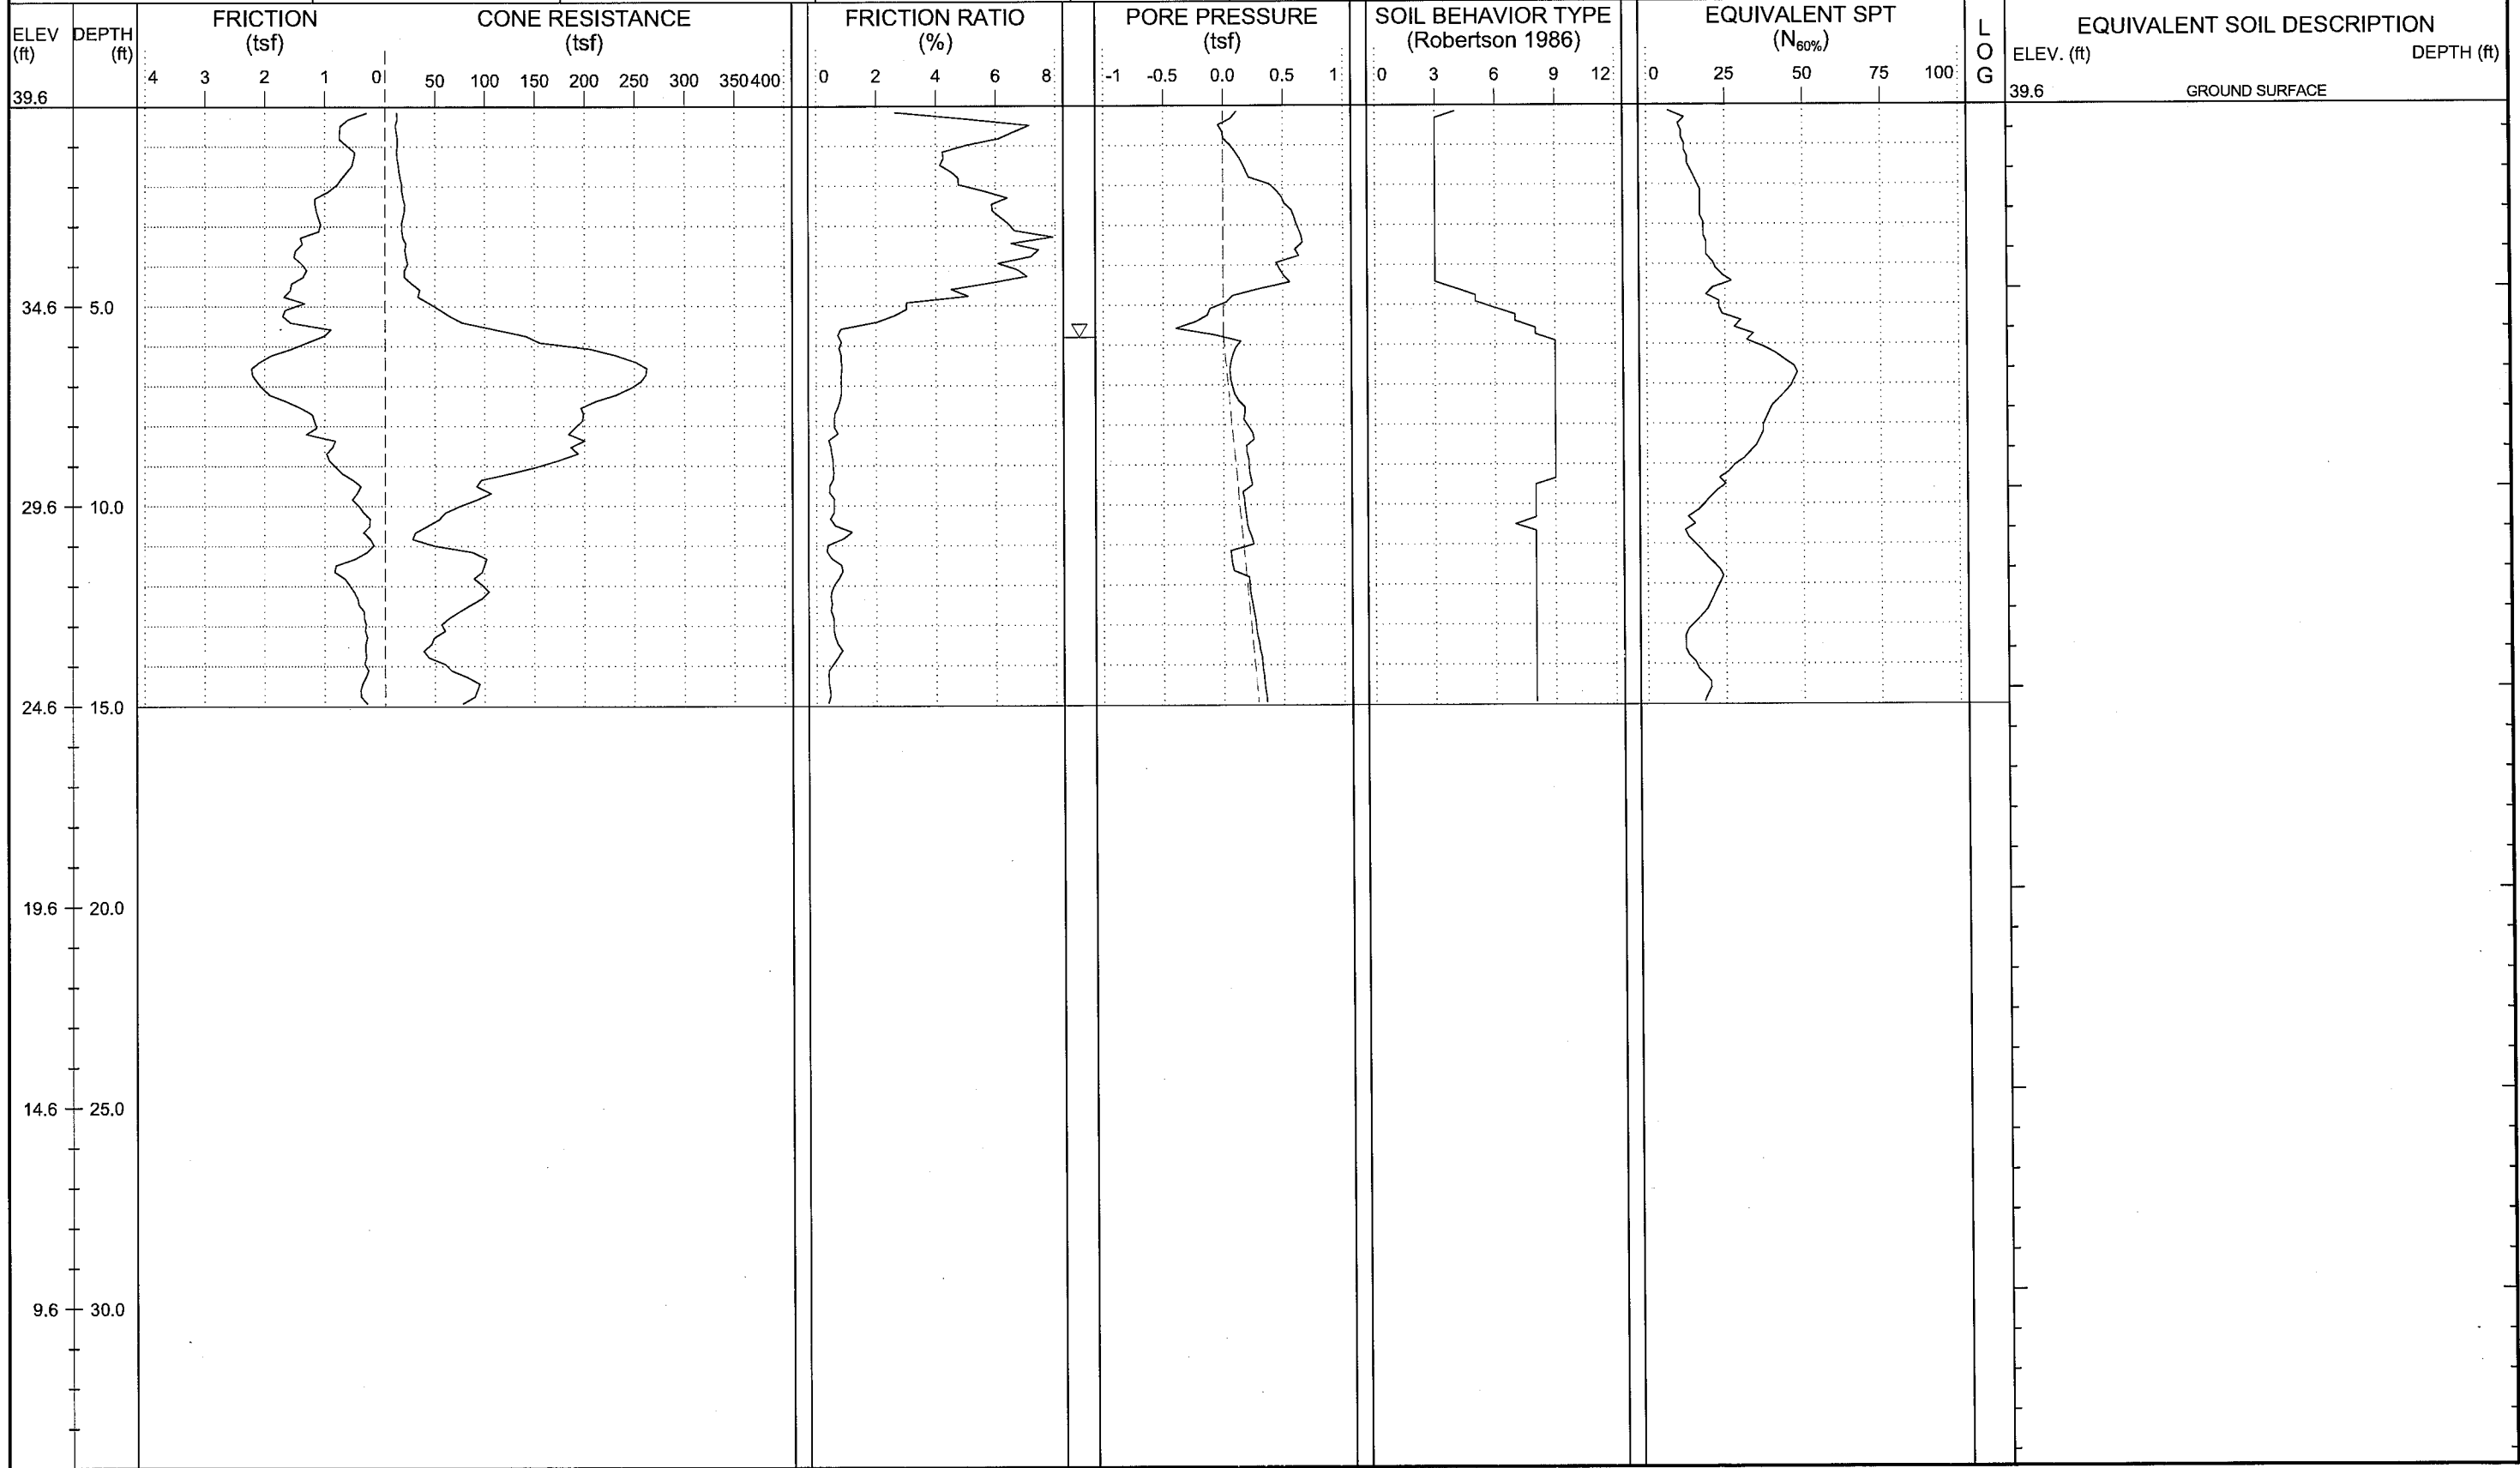 FRICTION CONE RESISTANCE FRICTION RATIO PORE PRESSURE SOIL BEHAVIOR TYPE EQUIVALENT SPT
ELEV DEPTH (tsf) (tsf) (%) (tsf) (Robertson 1986) (N60%) L EQUIVALENT SOIL DESCRIPTION
(ft) (ft) O ELEV. (ft) DEPTH (ft)
4 3 2 1 0 50 100 150 200 250 300 350 400 0 2 4 6 8 -1 -0.5 0.0 0.5 1 0 3 6 9 12 0 25 50 75 100 G
39.6 39.6 GROUND SURFACE
34.6 5.0
29.6 10.0
24.6 15.0
19.6 20.0
14.6 25.0
9.6 30.0